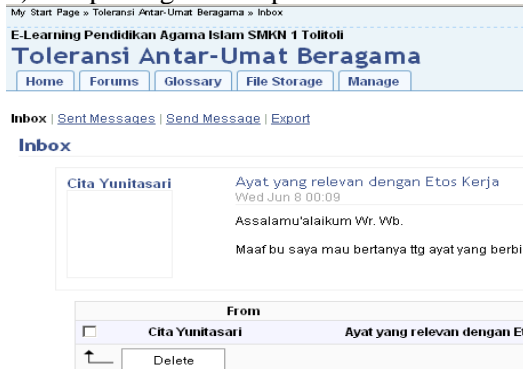 My Start Page » Toleransi Antar-Umat Beragama » Inbox
E-Learning Pendidikan Agama Islam SMKN 1 Tolitoli
Toleransi Antar-Umat Beragama
Home Forums Glossary File Storage Manage
Inbox | Sent Messages | Send Message | Export
Inbox
Cita Yunitasari Ayat yang relevan dengan Etos Kerja
Wed Jun 8 00:09
Assalamu'alaikum Wr. Wb.
Maaf bu saya mau bertanya ttg ayat yang berbi
From
Cita Yunitasari Ayat yang relevan dengan Et
Delete